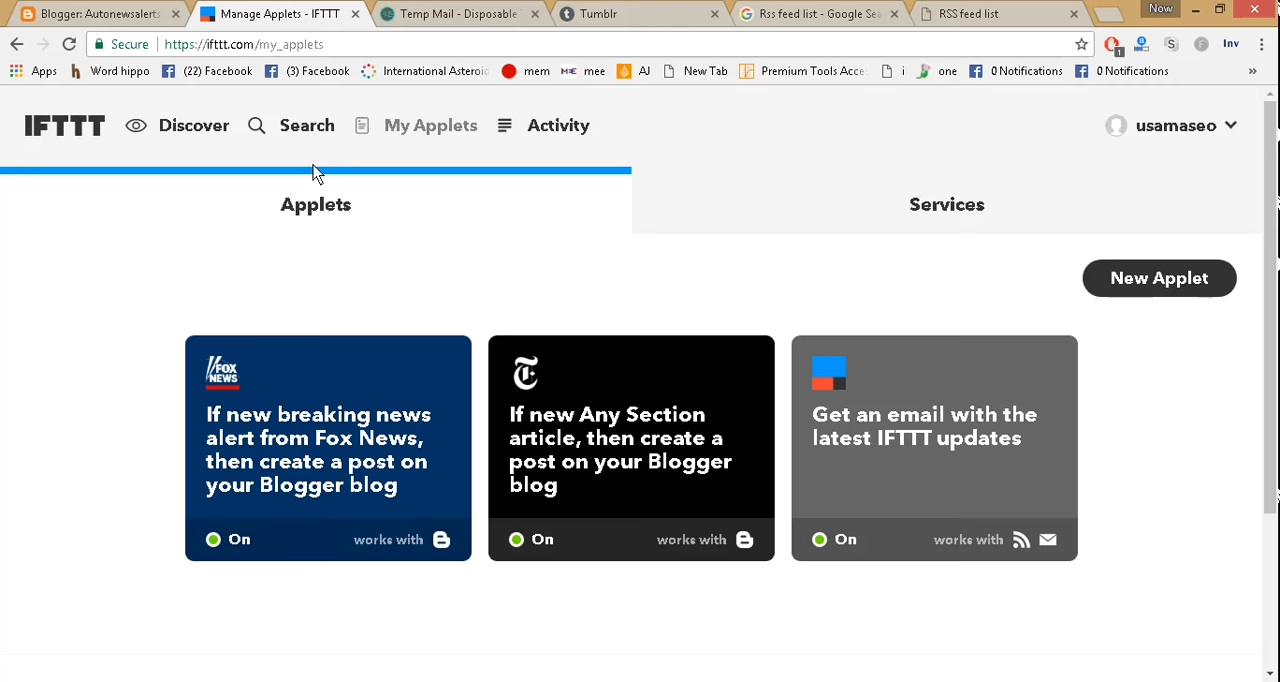 Blogger: Autonewsalerts
Manage Applets - IFTTT
Temp Mail - Disposable
Tumblr
Rss feed list - Google Sea
RSS feed list
Now
Secure
https://ifttt.com/my_applets
1
S
F
Inv
Apps
Word hippo
(22) Facebook
(3) Facebook
International Asteroid
mem
mee
AI
New Tab
Premium Tools Acce
i
one
0 Notifications
0 Notifications
»
IFTTT
Discover
Search
My Applets
Activity
usamaseo
Applets
Services
New Applet
FOX
NEWS
If new breaking news
alert from Fox News,
then create a post on
your Blogger blog
On
works with
T
If new Any Section
article, then create a
post on your Blogger
blog
On
works with
Get an email with the
latest IFTTT updates
On
works with